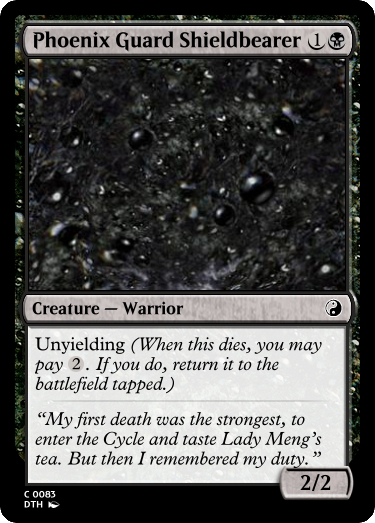 Phoenix Guard Shieldbearer 1
Creature — Warrior
Unyielding (When this dies, you may
pay 2. If you do, return it to the
battlefield tapped.)
“My first death was the strongest, to
enter the Cycle and taste Lady Meng’s
tea. But then I remembered my duty.”
2/2
C 0083
DTH